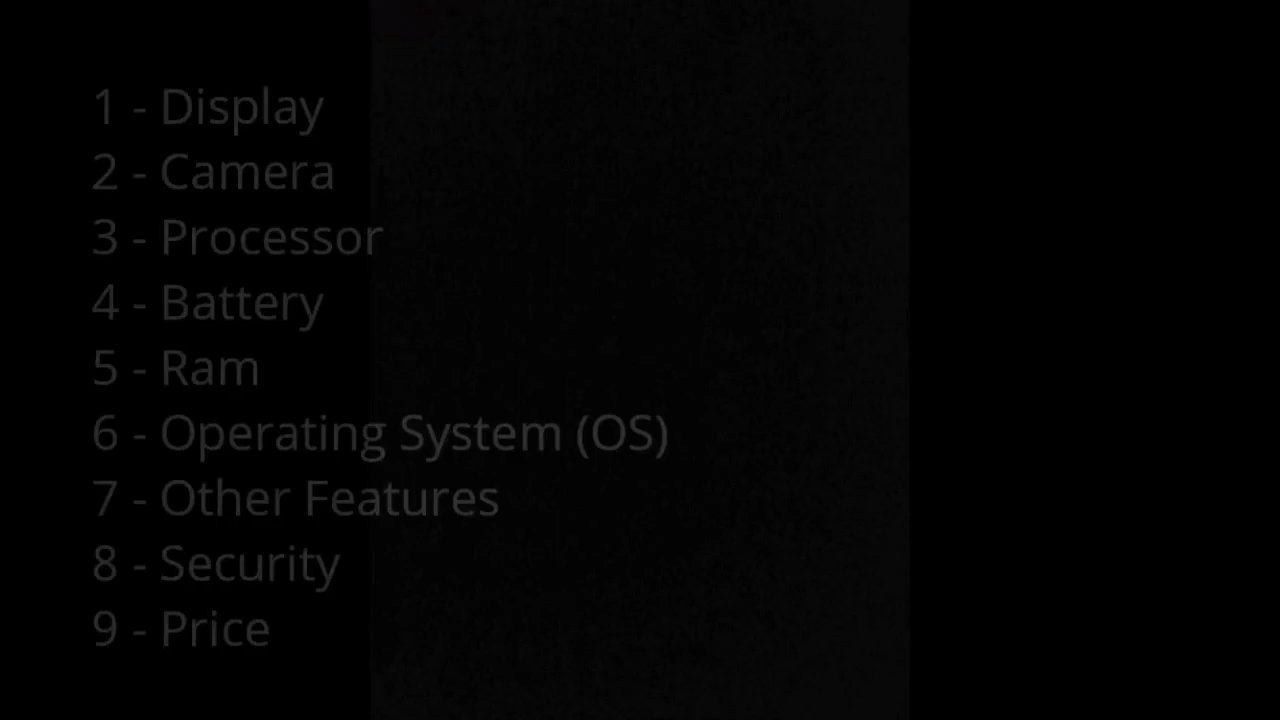 1 - Display
2 - Camera
3 - Processor
4 - Battery
5 - Ram
6 - Operating System (OS)
7 - Other Features
8 - Security
9 - Price